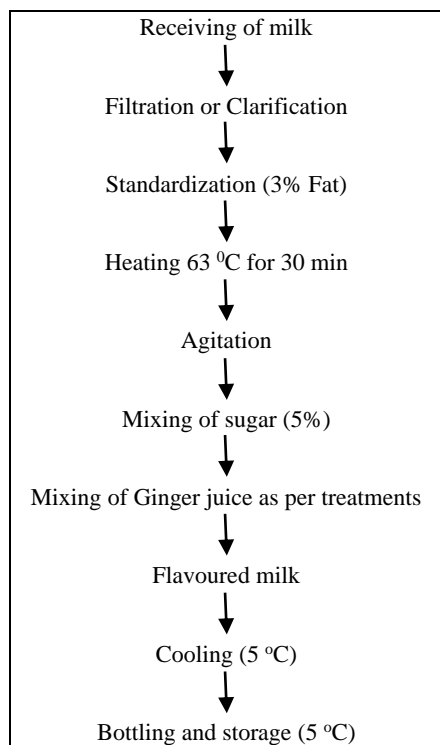 Receiving of milk
Filtration or Clarification
Standardization (3% Fat)
Heating 63 ⁰C for 30 min
Agitation
Mixing of sugar (5%)
Mixing of Ginger juice as per treatments
Flavoured milk
Cooling (5 ᵒC)
Bottling and storage (5 ᵒC)